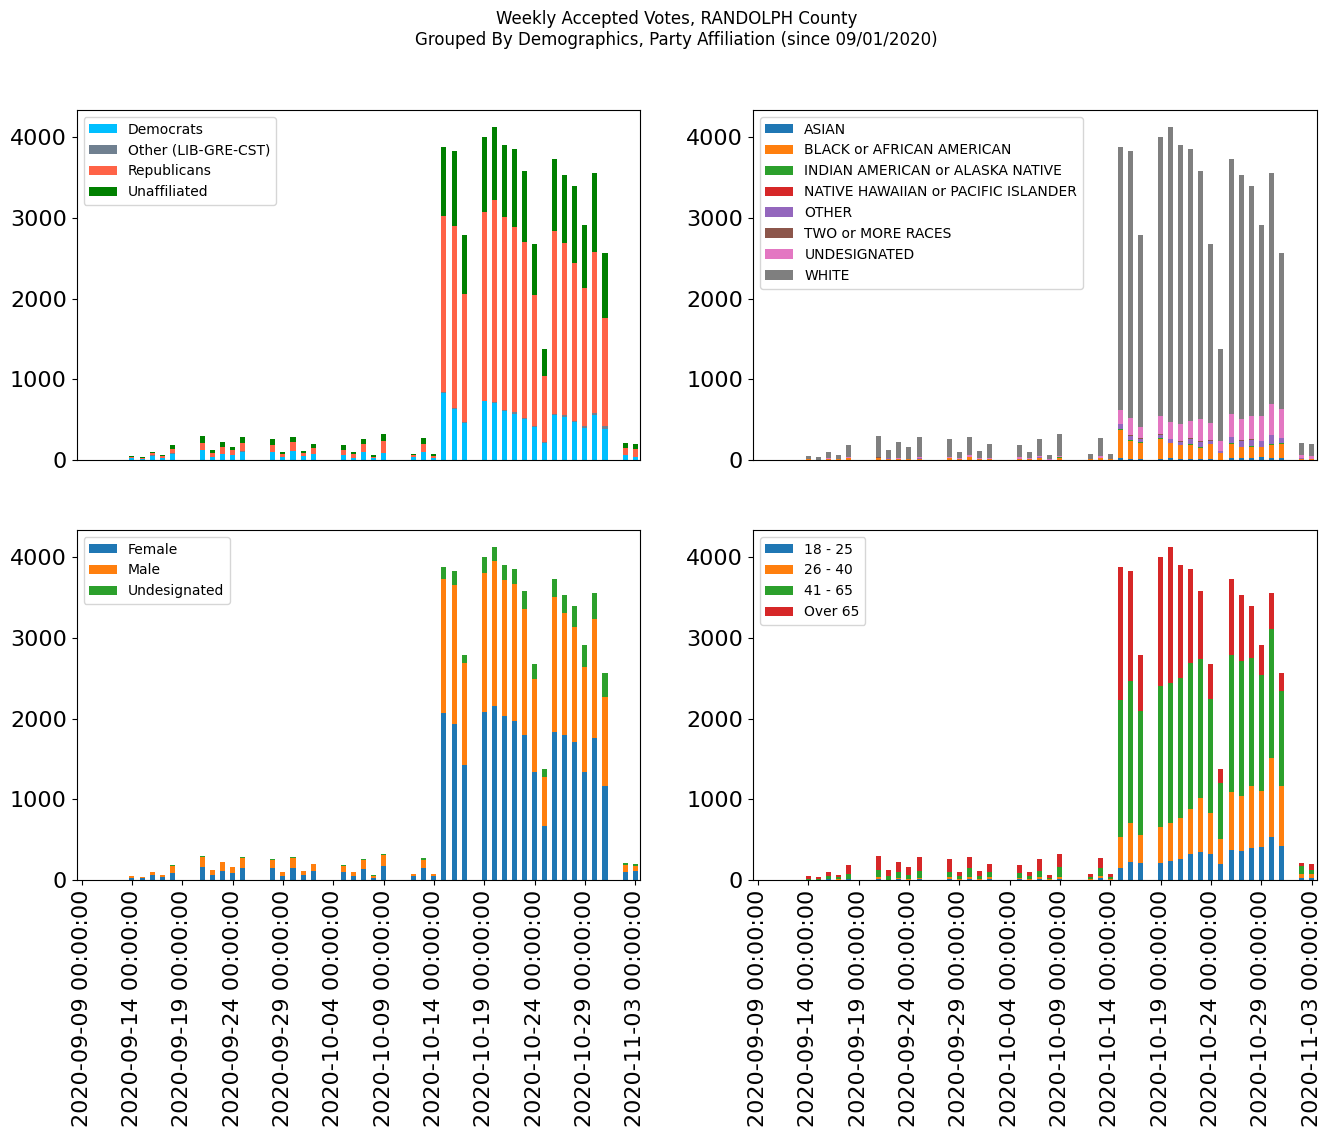 Weekly Accepted Votes, RANDOLPH County
Grouped By Demographics, Party Affiliation (since 09/01/2020)
4000
3000
2000
1000
0
Democrats
Other (LIB-GRE-CST)
Republicans
Unaffiliated
4000
3000
2000
1000
0
ASIAN
BLACK or AFRICAN AMERICAN
INDIAN AMERICAN or ALASKA NATIVE
NATIVE HAWAIIAN or PACIFIC ISLANDER
OTHER
TWO or MORE RACES
UNDESIGNATED
WHITE
4000
3000
2000
1000
0
Female
Male
Undesignated
2020-09-09 00:00:00
2020-09-14 00:00:00
2020-09-19 00:00:00
2020-09-24 00:00:00
2020-09-29 00:00:00
2020-10-04 00:00:00
2020-10-09 00:00:00
2020-10-14 00:00:00
2020-10-19 00:00:00
2020-10-24 00:00:00
2020-10-29 00:00:00
2020-11-03 00:00:00
4000
3000
2000
1000
0
18 - 25
26 - 40
41 - 65
Over 65
2020-09-09 00:00:00
2020-09-14 00:00:00
2020-09-19 00:00:00
2020-09-24 00:00:00
2020-09-29 00:00:00
2020-10-04 00:00:00
2020-10-09 00:00:00
2020-10-14 00:00:00
2020-10-19 00:00:00
2020-10-24 00:00:00
2020-10-29 00:00:00
2020-11-03 00:00:00